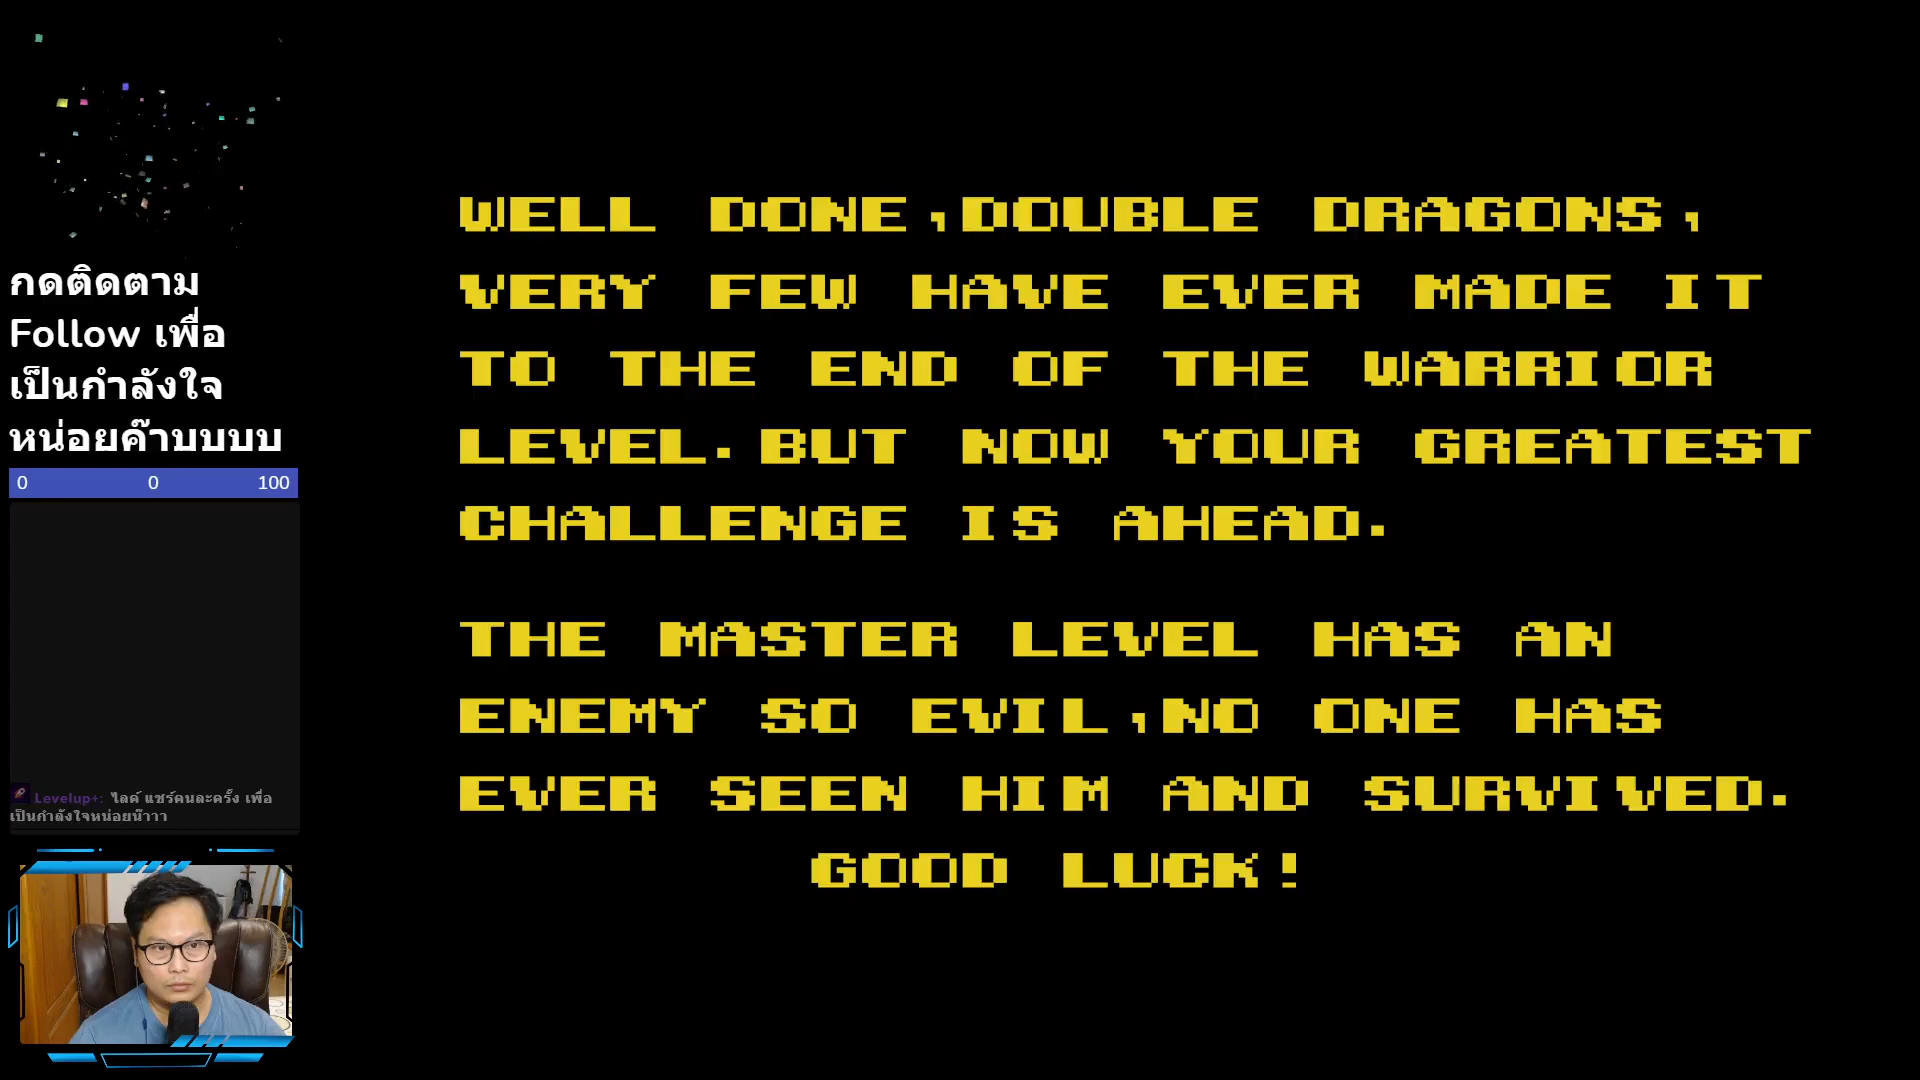 กดติดตาม
Follow เพื่อ
เป็นกำลังใจ
หน่อยค๊าบบบบ
0 0 100
Levelup+: ไลค์ แชร์คนละครั้ง เพื่อ
เป็นกำลังใจหน่อยน๊าาา
WELL DONE,DOUBLE DRAGONS,
VERY FEW HAVE EVER MADE IT
TO THE END OF THE WARRIOR
LEVEL.BUT NOW YOUR GREATEST
CHALLENGE IS AHEAD.
THE MASTER LEVEL HAS AN
ENEMY SO EVIL,NO ONE HAS
EVER SEEN HIM AND SURVIVED.
GOOD LUCK!